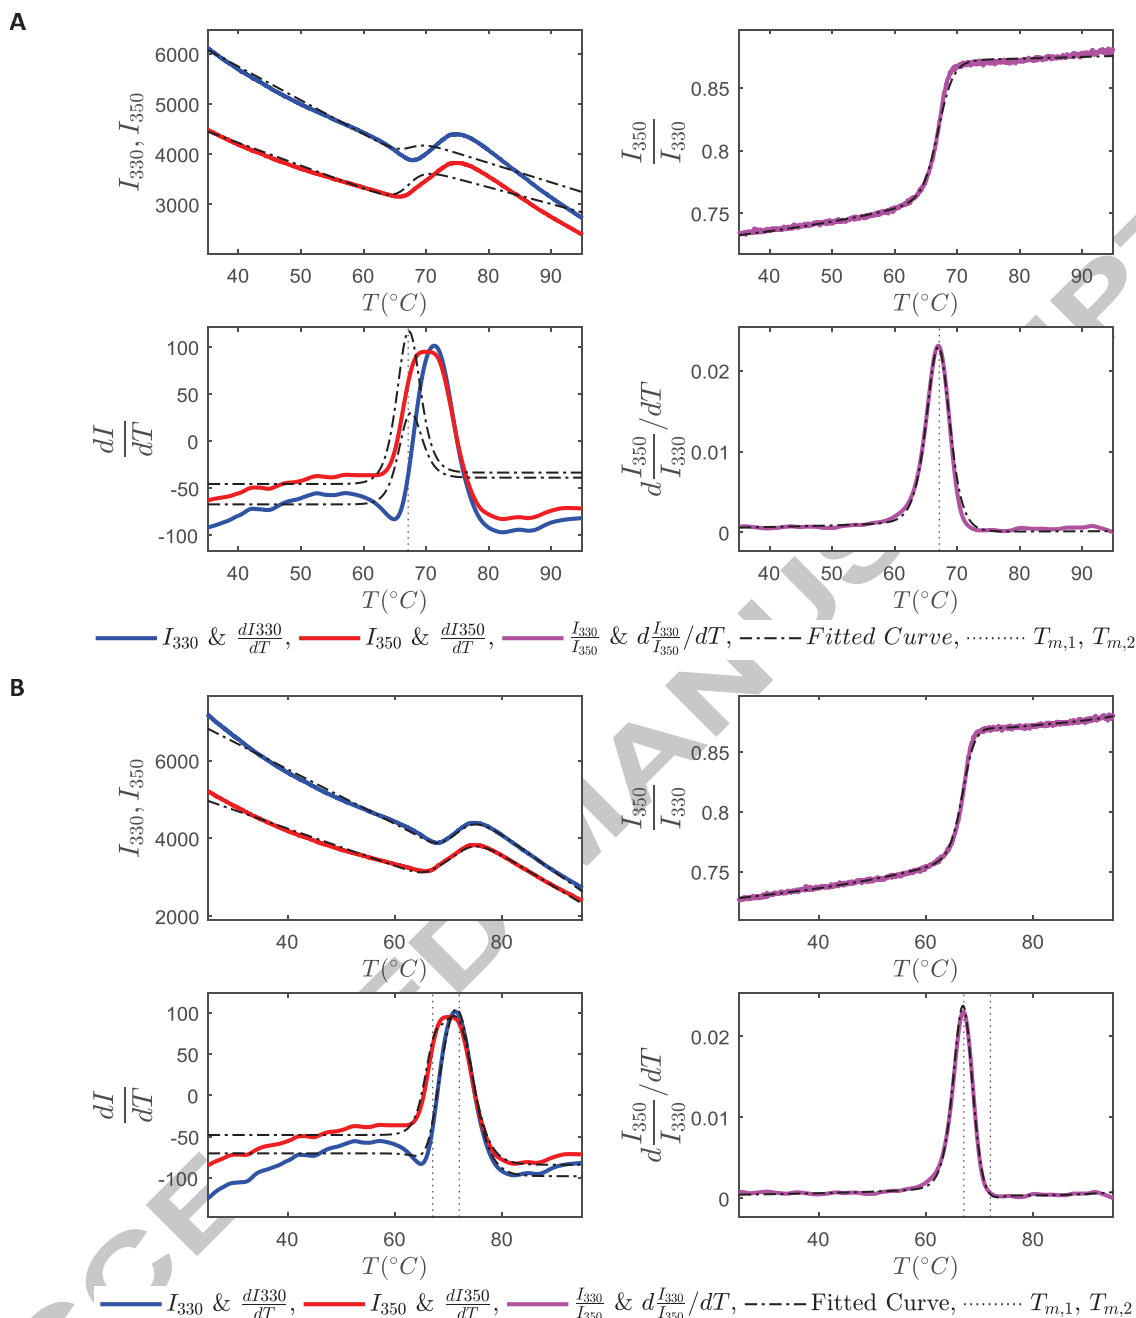 A
6000
5000
4000
3000
I330, I350
40 50 60 70 80 90
T(°C)
0.85
0.8
0.75
I350
I330
40 50 60 70 80 90
T(°C)
100
50
0
-50
-100
dI
dT
40 50 60 70 80 90
T(°C)
0.02
0.01
0
d I350/I330 /dT
40 50 60 70 80 90
T(°C)
I330 & dI330/dT, I350 & dI350/dT, I330/I350 & d I330/I350 /dT, Fitted Curve, Tm,1, Tm,2
B
6000
4000
2000
I330, I350
40 60 80
T(°C)
0.85
0.8
0.75
I350
I330
40 60 80
T(°C)
100
50
0
-50
-100
dI
dT
40 60 80
T(°C)
0.02
0.01
0
d I350/I330 /dT
40 60 80
T(°C)
I330 & dI330/dT, I350 & dI350/dT, I330/I350 & d I330/I350 /dT, Fitted Curve, Tm,1, Tm,2